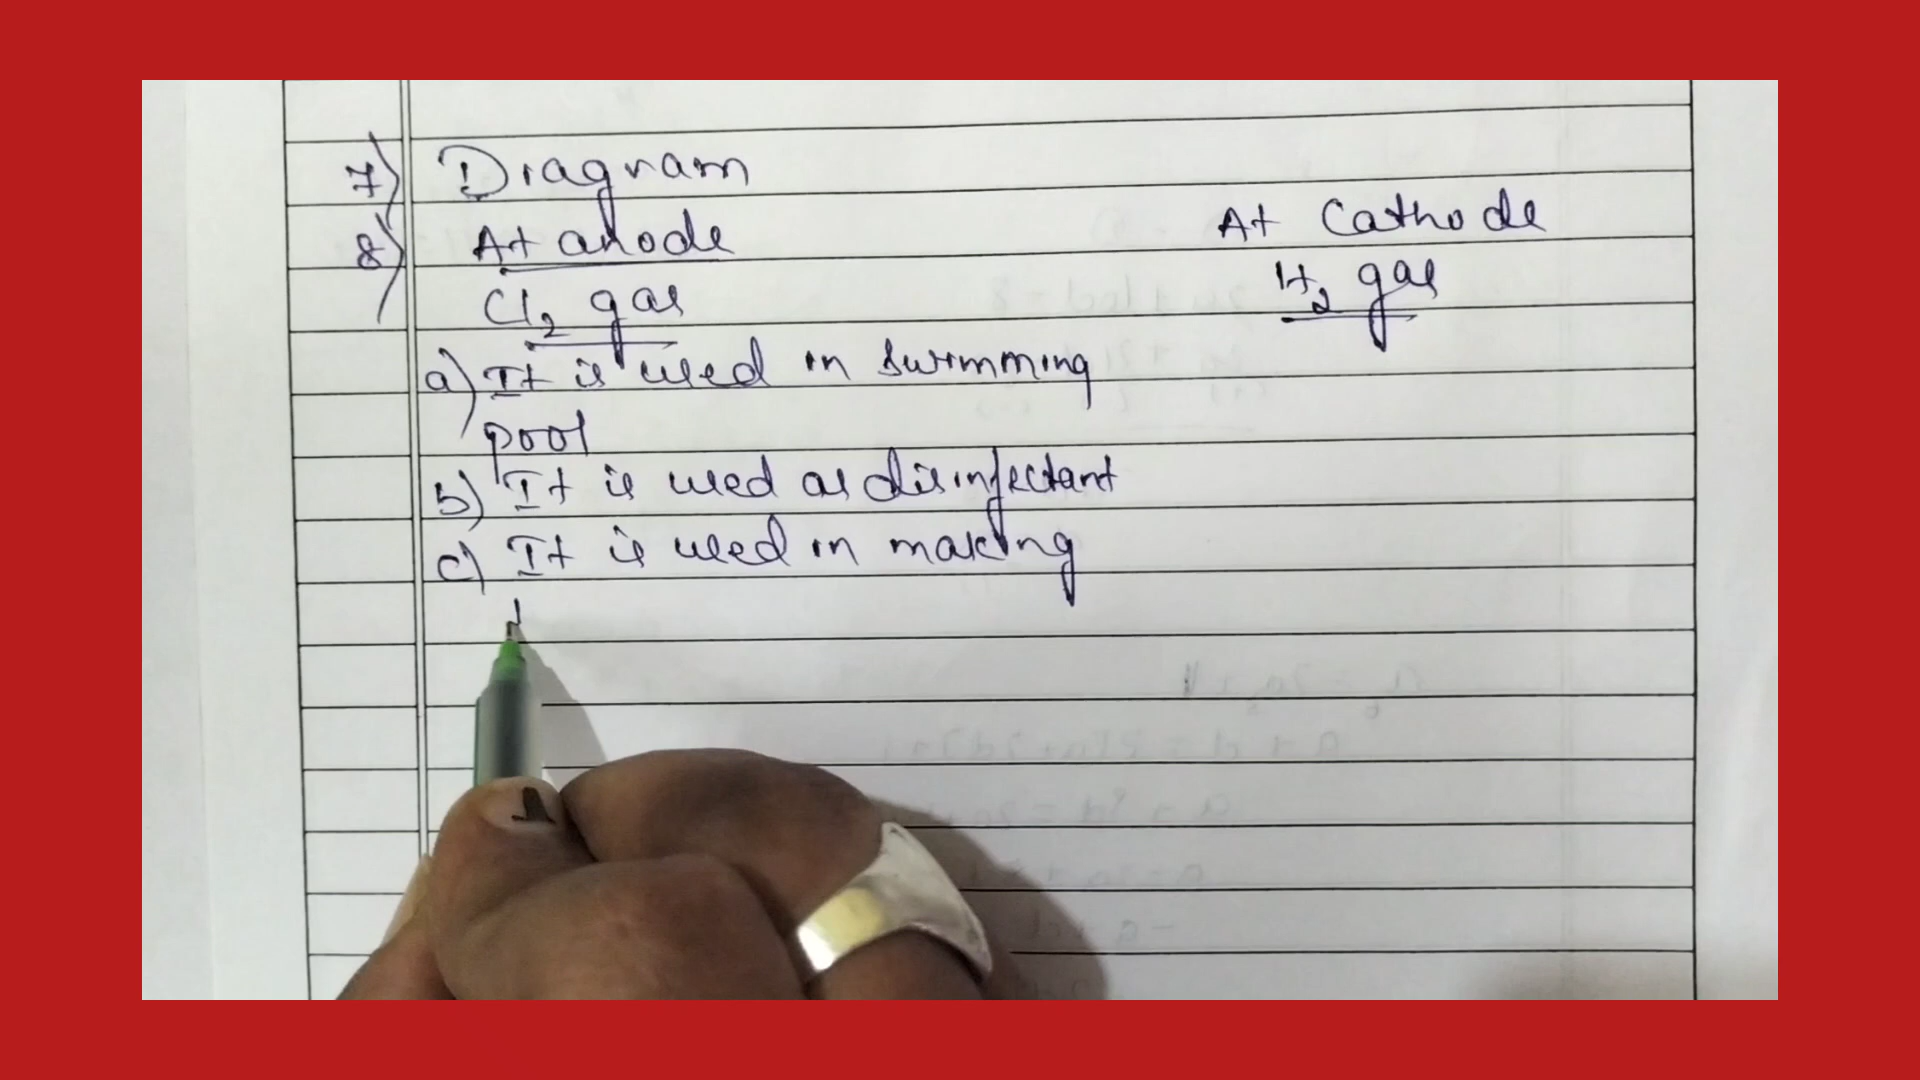 7) Diagram
8) At anode At Cathode
Cl2 gas H2 gas
a) It is used in swimming
pool
b) It is used as disinfectant
c) It is used in making